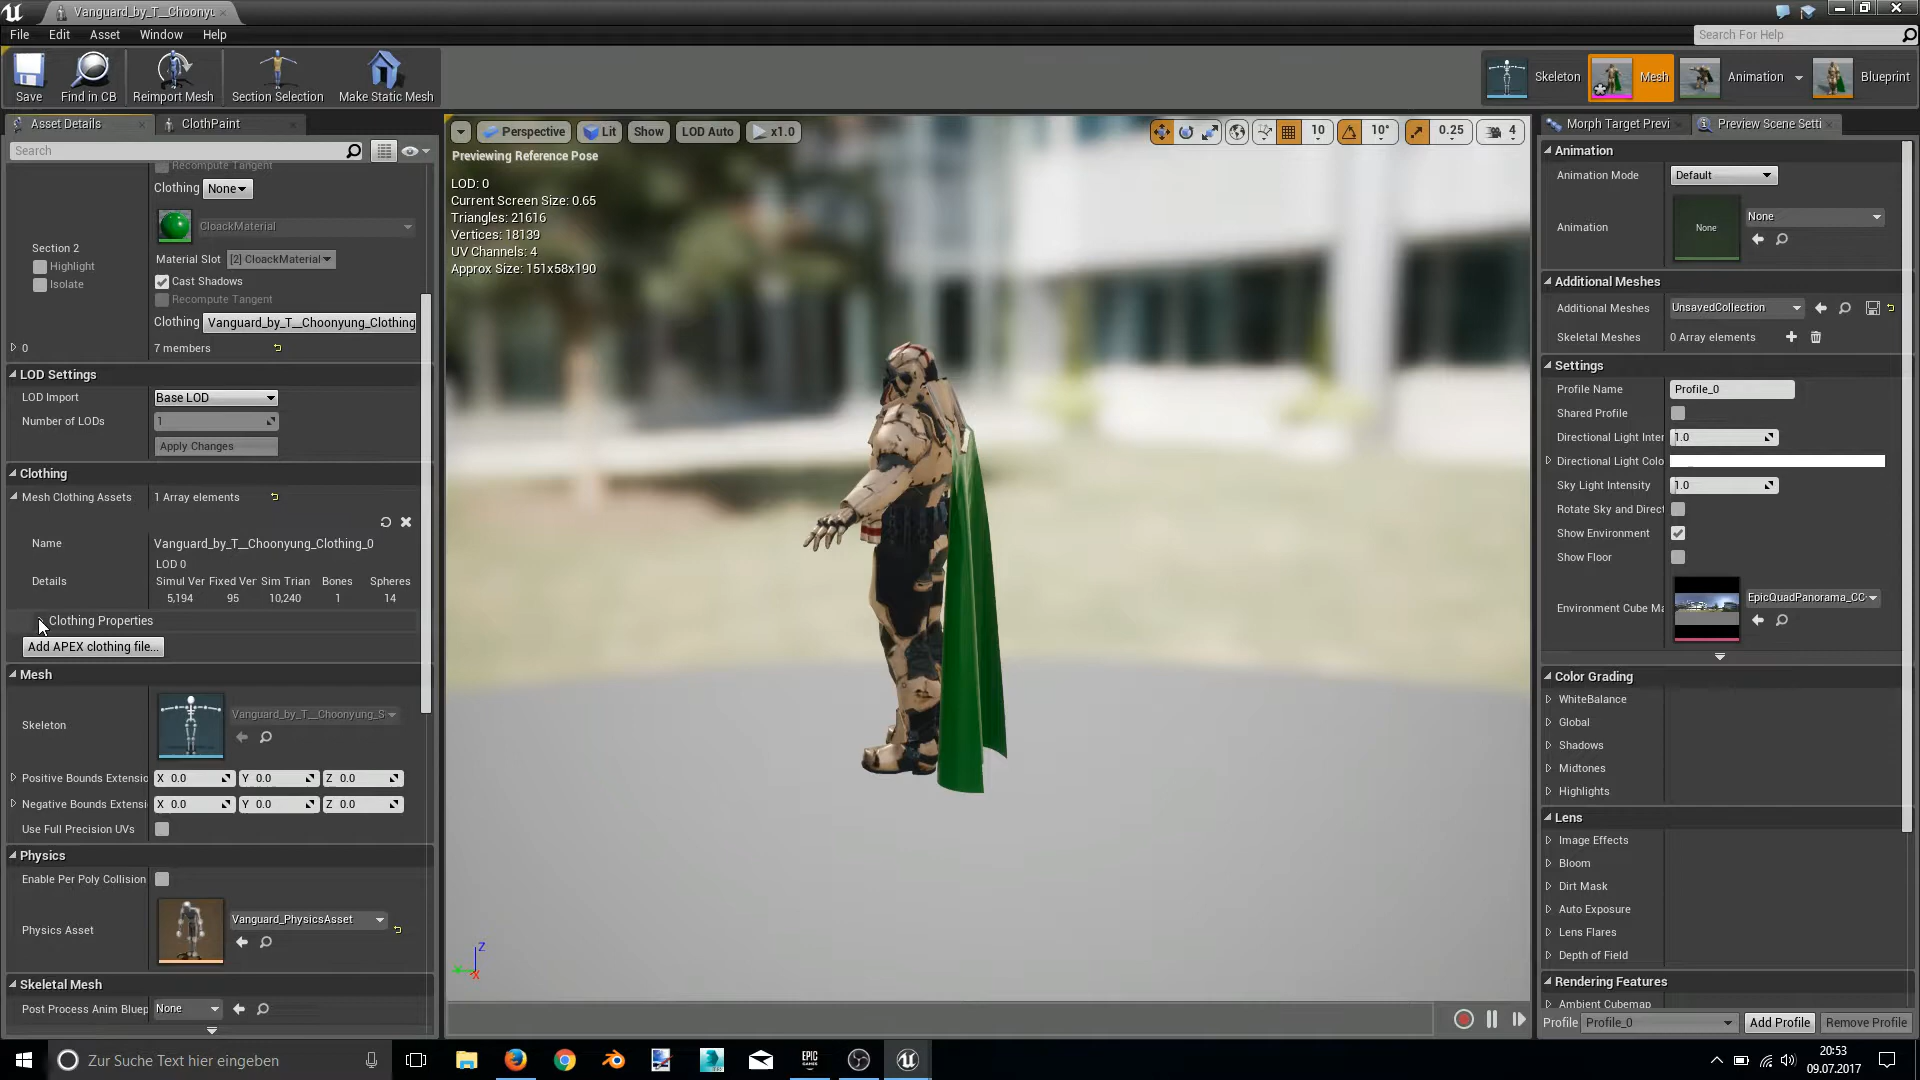 Vanguard_by_T__Choonyu
File Edit Asset Window Help
Search For Help
Save Find in CB Reimport Mesh Section Selection Make Static Mesh
Skeleton Mesh Animation Blueprint
Asset Details ClothPaint
Search
Recompute Tangent
Clothing None
CloackMaterial
Section 2
Highlight
Isolate
Material Slot [2] CloackMaterial
Cast Shadows
Recompute Tangent
Clothing Vanguard_by_T__Choonyung_Clothing
0 7 members
LOD Settings
LOD Import Base LOD
Number of LODs 1
Apply Changes
Clothing
Mesh Clothing Assets 1 Array elements
Name Vanguard_by_T__Choonyung_Clothing_0
LOD 0
Details Simul Ver Fixed Ver Sim Trian Bones Spheres
5,194 95 10,240 1 14
Clothing Properties
Add APEX clothing file...
Mesh
Skeleton Vanguard_by_T__Choonyung_S
Positive Bounds Extensio X 0.0 Y 0.0 Z 0.0
Negative Bounds Extensi X 0.0 Y 0.0 Z 0.0
Use Full Precision UVs
Physics
Enable Per Poly Collision
Physics Asset Vanguard_PhysicsAsset
Skeletal Mesh
Post Process Anim Bluep None
Perspective Lit Show LOD Auto x1.0
10 10° 0.25 4
Previewing Reference Pose
LOD: 0
Current Screen Size: 0.65
Triangles: 21616
Vertices: 18139
UV Channels: 4
Approx Size: 151x58x190
Z
X
Morph Target Previ Preview Scene Setti
Animation
Animation Mode Default
Animation None None
Additional Meshes
Additional Meshes UnsavedCollection
Skeletal Meshes 0 Array elements
Settings
Profile Name Profile_0
Shared Profile
Directional Light Inter 1.0
Directional Light Colo
Sky Light Intensity 1.0
Rotate Sky and Direct
Show Environment
Show Floor
Environment Cube Ma EpicQuadPanorama_CC
Color Grading
WhiteBalance
Global
Shadows
Midtones
Highlights
Lens
Image Effects
Bloom
Dirt Mask
Auto Exposure
Lens Flares
Depth of Field
Rendering Features
Ambient Cubemap
Profile Profile_0 Add Profile Remove Profile
Zur Suche Text hier eingeben
EPIC GAMES
20:53
09.07.2017